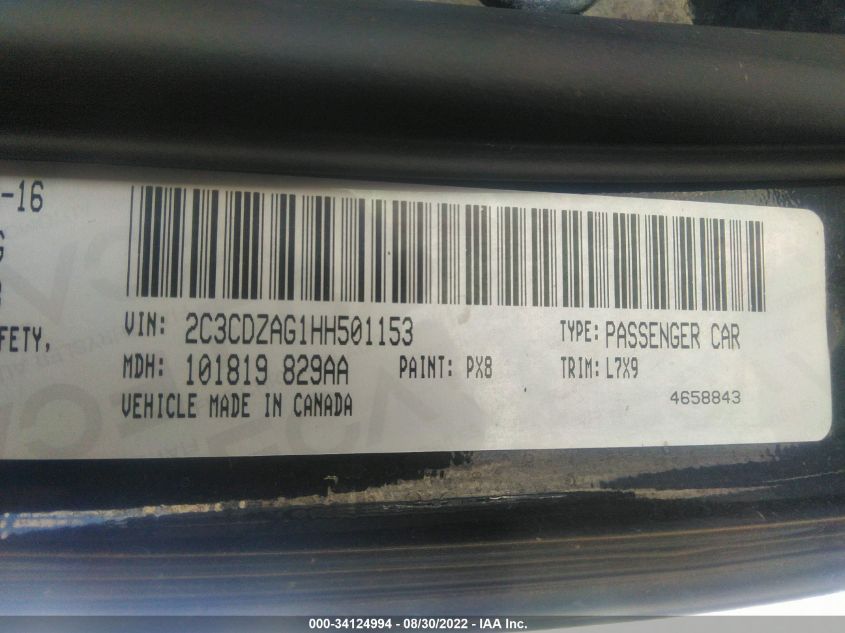 -16
FETY,
VIN: 2C3CDZAG1HH501153 TYPE: PASSENGER CAR
MDH: 101819 829AA PAINT: PX8 TRIM: L7X9
VEHICLE MADE IN CANADA 4658843
000-34124994 - 08/30/2022 - IAA Inc.